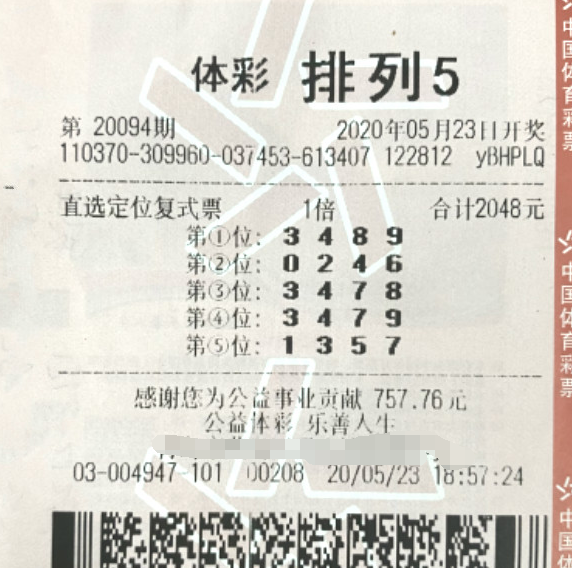 体彩 排列5
第 20094期 2020年05月23日开奖
110370-309960-037453-613407 122812 yBHPLQ
直选定位复式票 1倍 合计2048元
第①位: 3 4 8 9
第②位: 0 2 4 6
第③位: 3 4 7 8
第④位: 3 4 7 9
第⑤位: 1 3 5 7
感谢您为公益事业贡献 757.76元
公益体彩 乐善人生
03-004947-101 00208 20/05/23 18:57:24
中国体育彩票
中国体育彩票
中国体